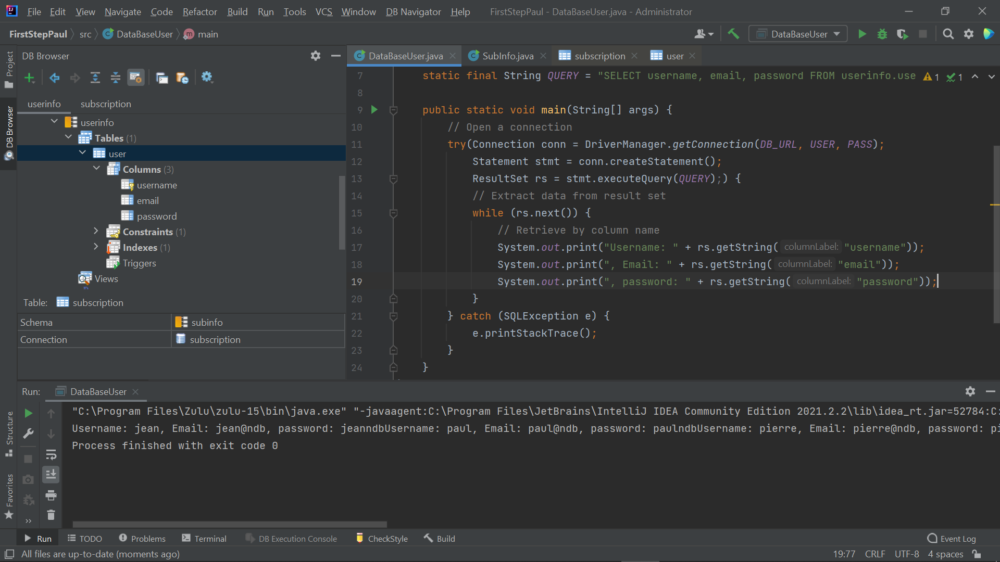 File Edit View Navigate Code Refactor Build Run Tools VCS Window DB Navigator Help FirstStepPaul - DataBaseUser.java - Administrator
FirstStepPaul src DataBaseUser main DataBaseUser
Project
DB Browser
Structure
Favorites
DB Browser
userinfo subscription
userinfo
Tables (1)
user
Columns (3)
username
email
password
Constraints (1)
Indexes (1)
Triggers
Views
Table: subscription
Schema subinfo
Connection subscription
DataBaseUser.java SubInfo.java subscription user
7 static final String QUERY = "SELECT username, email, password FROM userinfo.use 1 1
8
9 public static void main(String[] args) {
10 // Open a connection
11 try(Connection conn = DriverManager.getConnection(DB_URL, USER, PASS);
12 Statement stmt = conn.createStatement();
13 ResultSet rs = stmt.executeQuery(QUERY);) {
14 // Extract data from result set
15 while (rs.next()) {
16 // Retrieve by column name
17 System.out.print("Username: " + rs.getString( columnLabel: "username"));
18 System.out.print(", Email: " + rs.getString( columnLabel: "email"));
19 System.out.print(", password: " + rs.getString( columnLabel: "password"));
20 }
21 } catch (SQLException e) {
22 e.printStackTrace();
23 }
24 }
Run: DataBaseUser
"C:\Program Files\Zulu\zulu-15\bin\java.exe" "-javaagent:C:\Program Files\JetBrains\IntelliJ IDEA Community Edition 2021.2.2\lib\idea_rt.jar=52784:C:
Username: jean, Email: jean@ndb, password: jeanndbUsername: paul, Email: paul@ndb, password: paulndbUsername: pierre, Email: pierre@ndb, password: pi
Process finished with exit code 0
Run TODO Problems Terminal DB Execution Console CheckStyle Build Event Log
All files are up-to-date (moments ago) 19:77 CRLF UTF-8 4 spaces